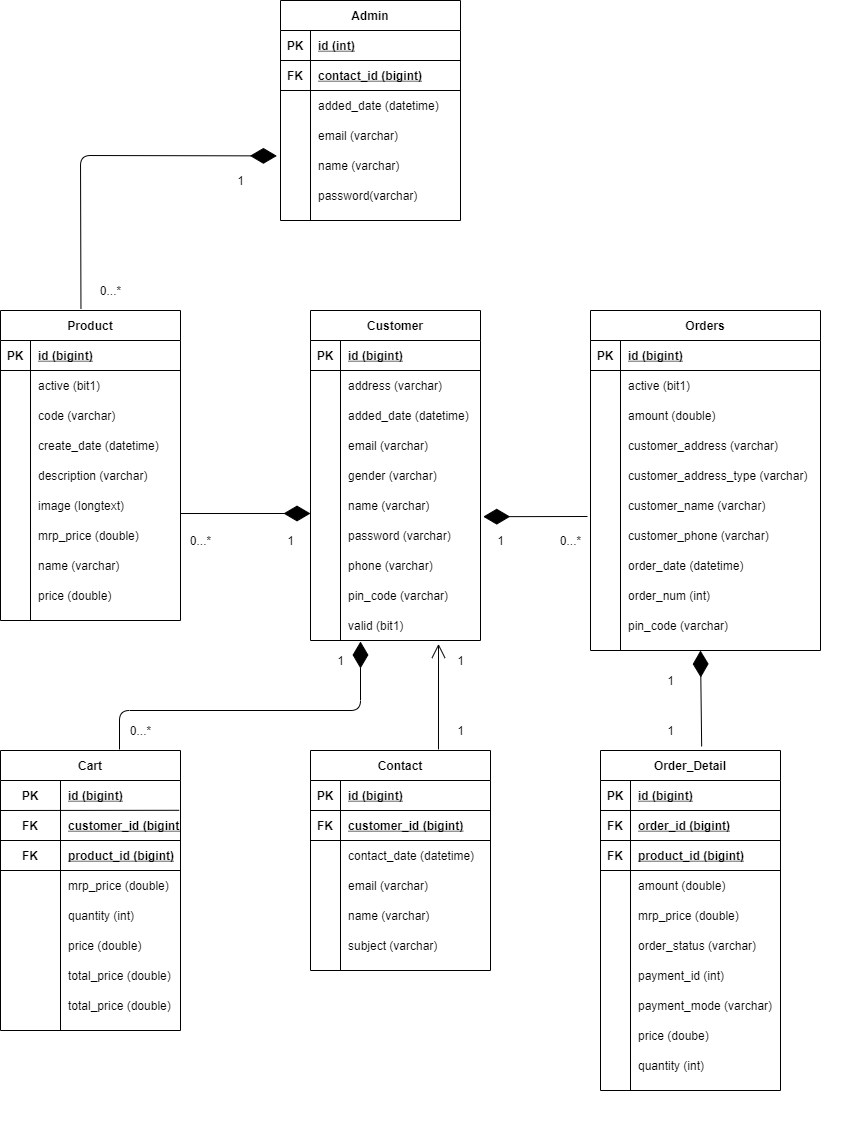 Admin
PK id (int)
FK contact_id (bigint)
added_date (datetime)
email (varchar)
name (varchar)
password(varchar)
1
0...*
Product
PK id (bigint)
active (bit1)
code (varchar)
create_date (datetime)
description (varchar)
image (longtext)
mrp_price (double)
name (varchar)
price (double)
0...*
1
Customer
PK id (bigint)
address (varchar)
added_date (datetime)
email (varchar)
gender (varchar)
name (varchar)
password (varchar)
phone (varchar)
pin_code (varchar)
valid (bit1)
1
0...*
Orders
PK id (bigint)
active (bit1)
amount (double)
customer_address (varchar)
customer_address_type (varchar)
customer_name (varchar)
customer_phone (varchar)
order_date (datetime)
order_num (int)
pin_code (varchar)
1
0...*
1
1
1
1
Cart
PK id (bigint)
FK customer_id (bigint
FK product_id (bigint)
mrp_price (double)
quantity (int)
price (double)
total_price (double)
total_price (double)
Contact
PK id (bigint)
FK customer_id (bigint)
contact_date (datetime)
email (varchar)
name (varchar)
subject (varchar)
Order_Detail
PK id (bigint)
FK order_id (bigint)
FK product_id (bigint)
amount (double)
mrp_price (double)
order_status (varchar)
payment_id (int)
payment_mode (varchar)
price (doube)
quantity (int)